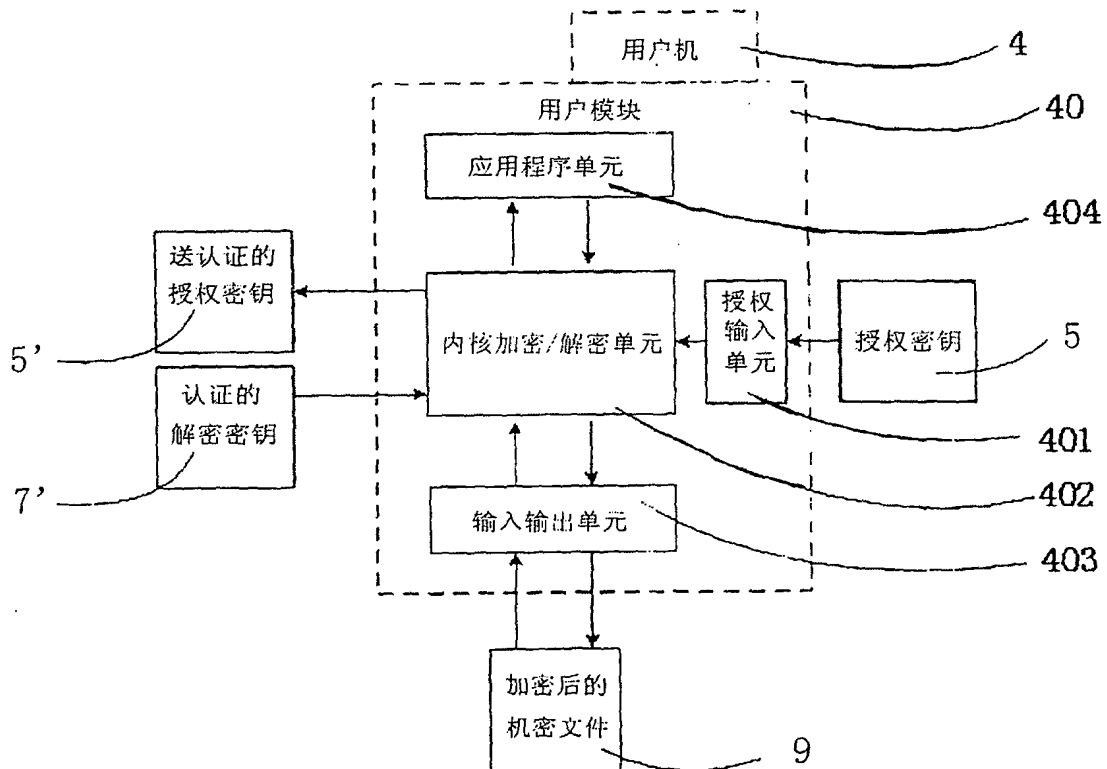 用户机
4
用户模块
40
应用程序单元
404
送认证的
授权密钥
5’
内核加密/解密单元
授权
输入
单元
401
授权密钥
5
认证的
解密密钥
7’
402
输入输出单元
403
加密后的
机密文件
9